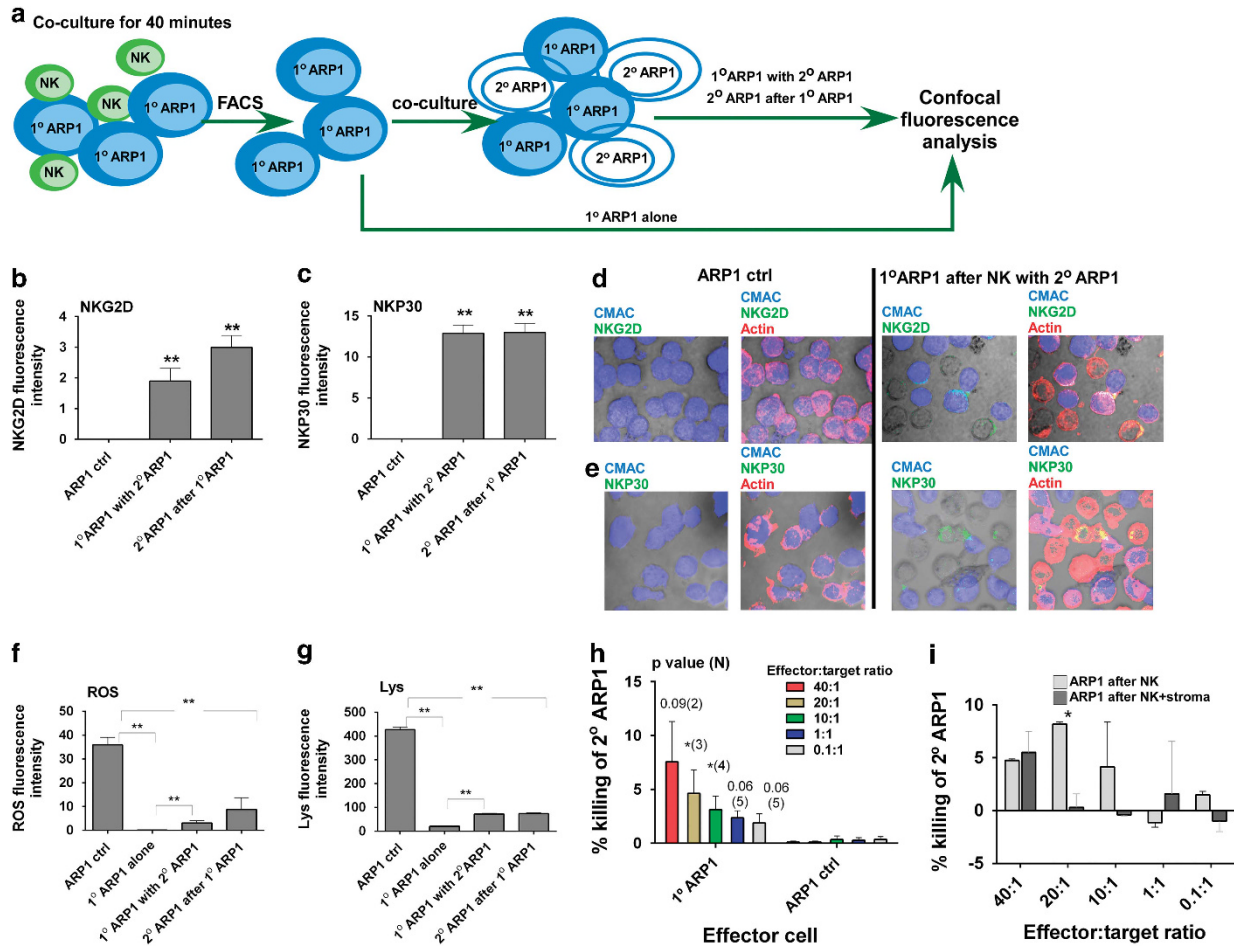 a
Co-culture for 40 minutes
NK
NK
NK
NK
1° ARP1
1° ARP1
1° ARP1
FACS
1° ARP1
1° ARP1
1° ARP1
co-culture
1° ARP1
2° ARP1
2° ARP1
1° ARP1
1° ARP1
2° ARP1
1°ARP1 with 2° ARP1
2° ARP1 after 1° ARP1
Confocal
fluorescence
analysis
1° ARP1 alone
b
NKG2D
NKG2D fluorescence
intensity
4
3
2
1
0
**
**
ARP1 ctrl
1° ARP1 with 2° ARP1
2° ARP1 after 1° ARP1
c
NKP30
NKP30 fluorescence
intensity
15
10
5
0
**
**
ARP1 ctrl
1° ARP1 with 2° ARP1
2° ARP1 after 1° ARP1
d
ARP1 ctrl
1°ARP1 after NK with 2° ARP1
CMAC
NKG2D
CMAC
NKG2D
Actin
CMAC
NKG2D
CMAC
NKG2D
Actin
e
CMAC
NKP30
CMAC
NKP30
Actin
CMAC
NKP30
CMAC
NKP30
Actin
f
ROS
ROS fluorescence
intensity
50
40
30
20
10
0
**
**
**
ARP1 ctrl
1° ARP1 alone
1° ARP1 with 2° ARP1
2° ARP1 after 1° ARP1
g
Lys
Lys fluorescence
intensity
500
400
300
200
100
0
**
**
**
ARP1 ctrl
1° ARP1 alone
1° ARP1 with 2°ARP1
2° ARP1 after 1° ARP1
h
p value (N)
% killing of 2° ARP1
15
10
5
0
0.09(2)
*(3)
*(4)
0.06
(5)
0.06
(5)
Effector:target ratio
40:1
20:1
10:1
1:1
0.1:1
1° ARP1
ARP1 ctrl
Effector cell
i
ARP1 after NK
ARP1 after NK+stroma
% killing of 2° ARP1
15
10
5
0
-5
*
40:1
20:1
10:1
1:1
0.1:1
Effector:target ratio